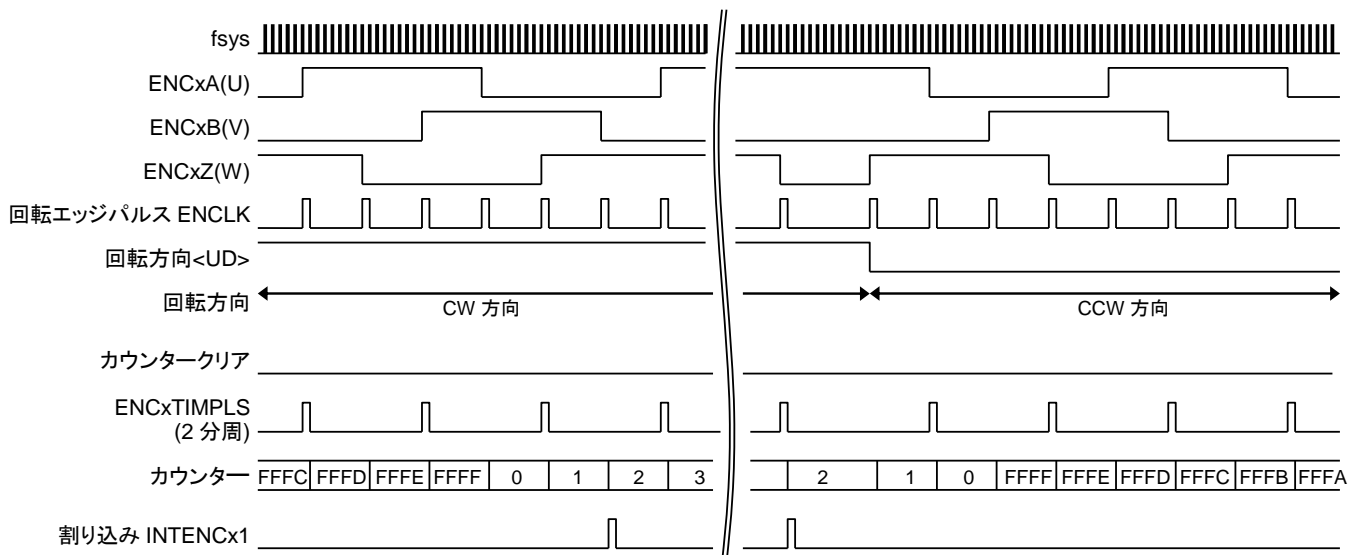 fsys
ENCxA(U)
ENCxB(V)
ENCxZ(W)
回転エッジパルス ENCLK
回転方向<UD>
回転方向
CW 方向
CCW 方向
カウンタークリア
ENCxTIMPLS
(2 分周)
カウンター FFFC FFFD FFFE FFFF 0 1 2 3 2 1 0 FFFF FFFE FFFD FFFC FFFB FFFA
割り込み INTENCx1